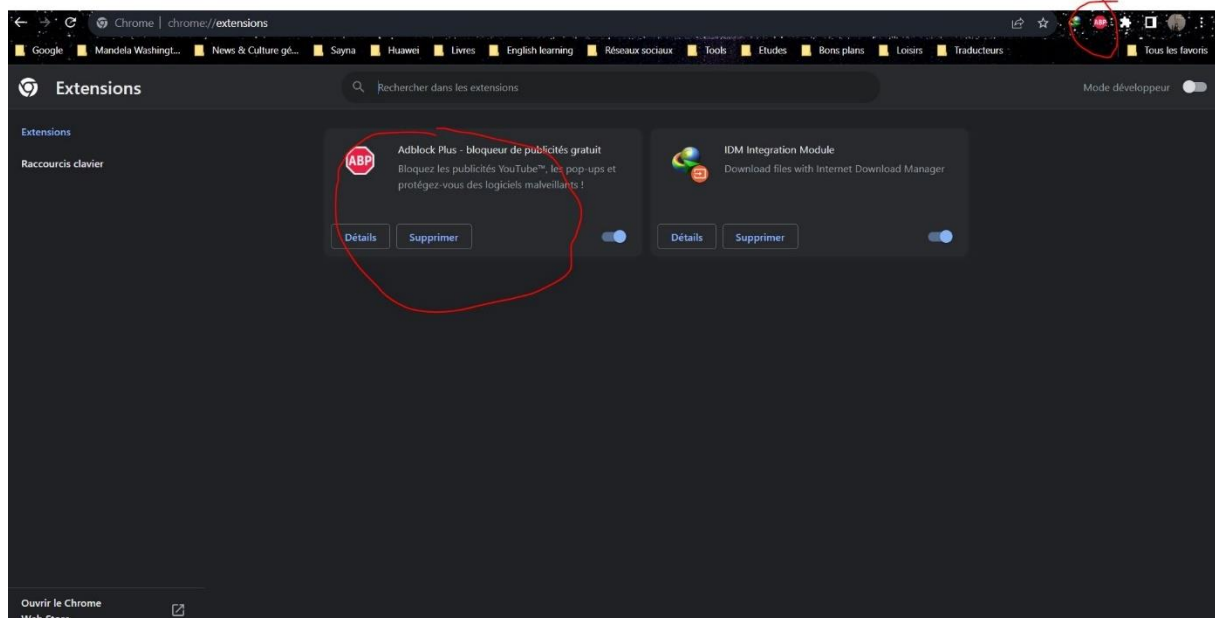 Chrome | chrome://extensions
ABP
Google Mandela Washingt... News & Culture gé... Sayna Huawei Livres English learning Réseaux sociaux Tools Etudes Bons plans Loisirs Traducteurs Tous les favoris
Extensions
Rechercher dans les extensions
Mode développeur
Extensions
Raccourcis clavier
ABP
Adblock Plus - bloqueur de publicités gratuit
Bloquez les publicités YouTube™, les pop-ups et
protégez-vous des logiciels malveillants !
Détails Supprimer
IDM Integration Module
Download files with Internet Download Manager
Détails Supprimer
Ouvrir le Chrome
Web Store